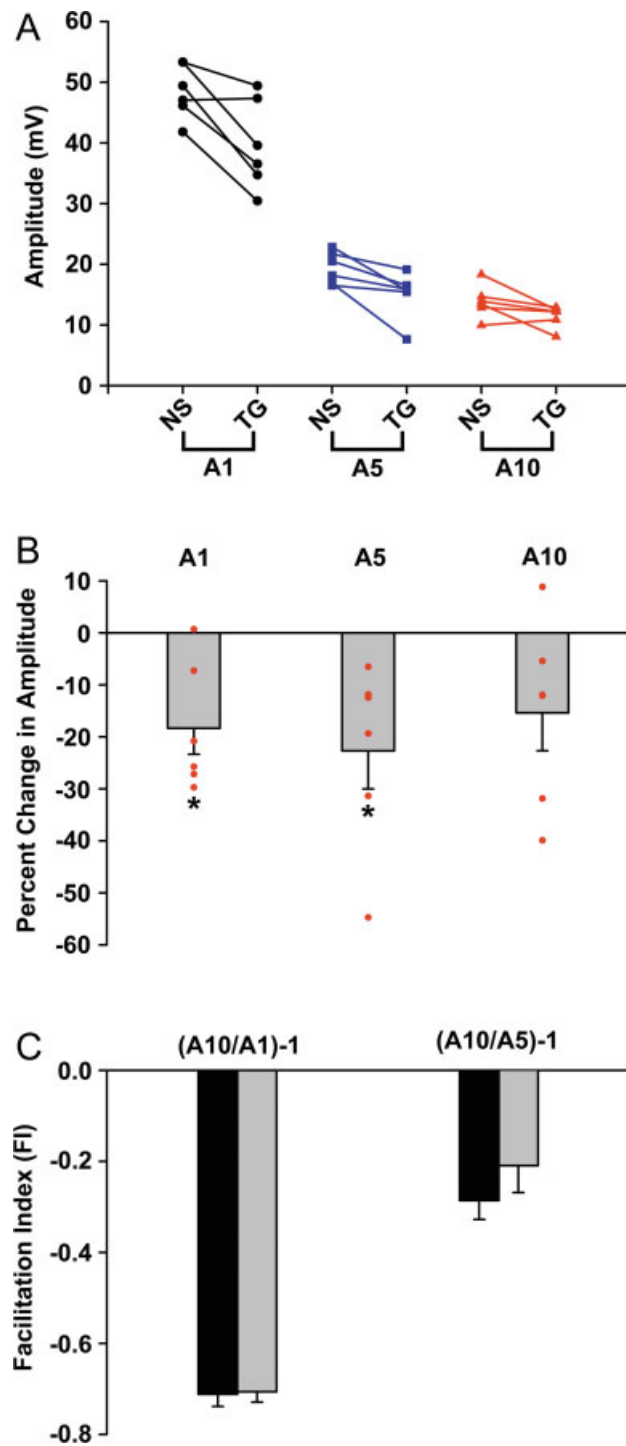 A
Amplitude (mV)
60
50
40
30
20
10
0
NS TG NS TG NS TG
A1 A5 A10
B
A1 A5 A10
Percent Change in Amplitude
10
0
-10
-20
-30
-40
-50
-60
*
*
C
(A10/A1)-1 (A10/A5)-1
Facilitation Index (FI)
0.0
-0.2
-0.4
-0.6
-0.8